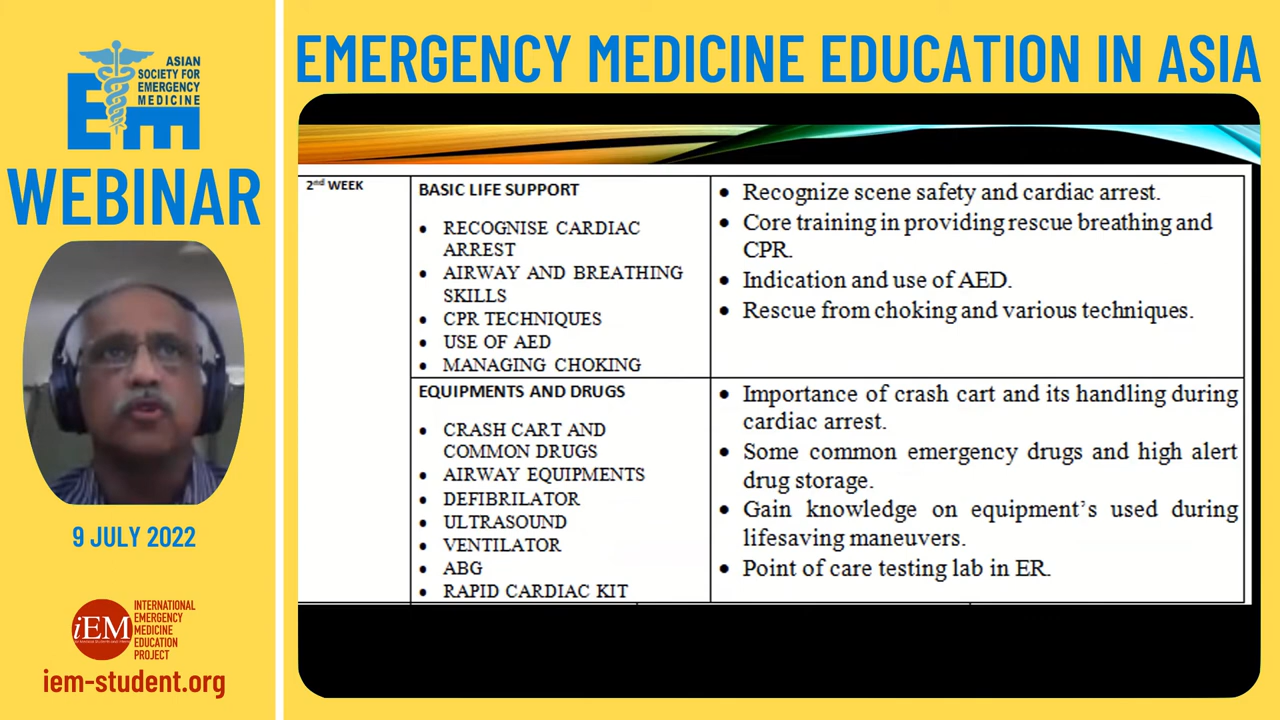 ASIAN
SOCIETY FOR
EMERGENCY
MEDICINE
EM
WEBINAR
9 JULY 2022
iEM
INTERNATIONAL
EMERGENCY
MEDICINE
EDUCATION
PROJECT
iem-student.org
EMERGENCY MEDICINE EDUCATION IN ASIA
2nd WEEK
BASIC LIFE SUPPORT
• RECOGNISE CARDIAC
ARREST
• AIRWAY AND BREATHING
SKILLS
• CPR TECHNIQUES
• USE OF AED
• MANAGING CHOKING
• Recognize scene safety and cardiac arrest.
• Core training in providing rescue breathing and
CPR.
• Indication and use of AED.
• Rescue from choking and various techniques.
EQUIPMENTS AND DRUGS
• CRASH CART AND
COMMON DRUGS
• AIRWAY EQUIPMENTS
• DEFIBRILATOR
• ULTRASOUND
• VENTILATOR
• ABG
• RAPID CARDIAC KIT
• Importance of crash cart and its handling during
cardiac arrest.
• Some common emergency drugs and high alert
drug storage.
• Gain knowledge on equipment's used during
lifesaving maneuvers.
• Point of care testing lab in ER.